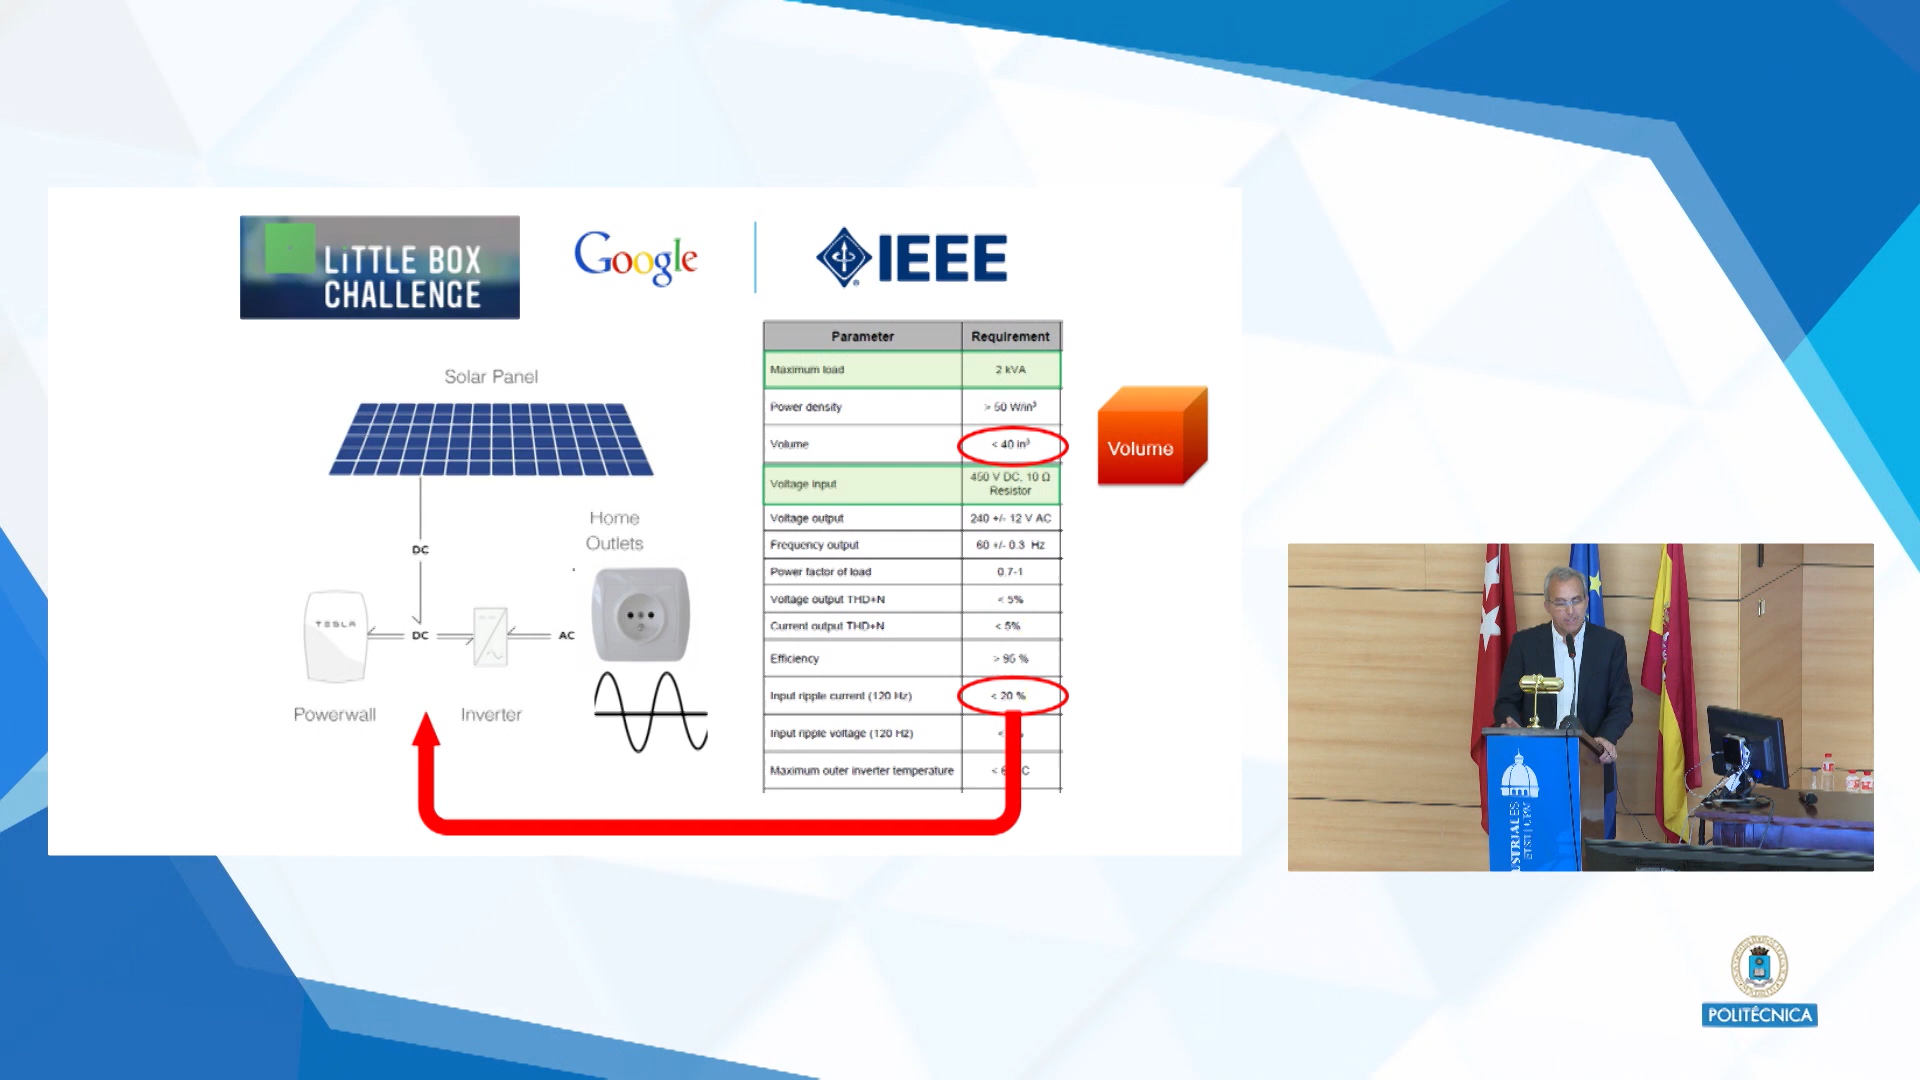 LiTTLE BOX
CHALLENGE
Google
IEEE
Solar Panel
DC
Home
Outlets
TESLA
DC
AC
Powerwall
Inverter
Parameter Requirement
Maximum load 2 kVA
Power density > 50 W/in³
Volume < 40 in³
Voltage input 450 V DC, 10 Ω
Resistor
Voltage output 240 +/- 12 V AC
Frequency output 60 +/- 0.3 Hz
Power factor of load 0.7-1
Voltage output THD+N < 5%
Current output THD+N < 5%
Efficiency > 95 %
Input ripple current (120 Hz) < 20 %
Input ripple voltage (120 Hz) <
Maximum outer inverter temperature < 6 C
Volume
USTRIALES
ETSII | UPM
POLITÉCNICA